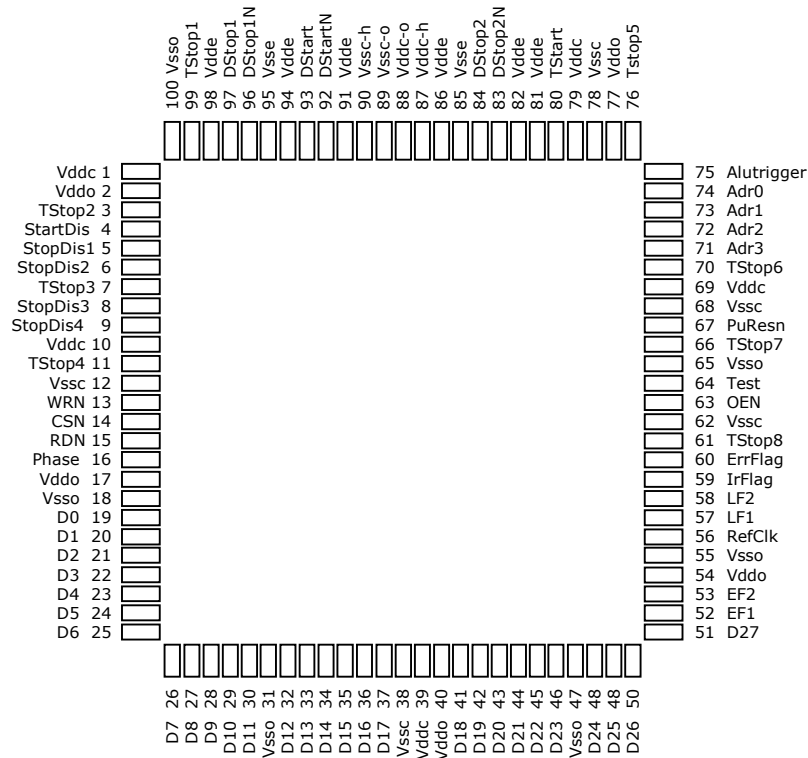 100 Vsso
99 TStop1
98 Vdde
97 DStop1
96 DStop1N
95 Vsse
94 Vdde
93 DStart
92 DStartN
91 Vdde
90 Vssc-h
89 Vssc-o
88 Vddc-o
87 Vddc-h
86 Vdde
85 Vsse
84 DStop2
83 DStop2N
82 Vdde
81 Vdde
80 TStart
79 Vddc
78 Vssc
77 Vddo
76 Tstop5
Vddc 1
Vddo 2
TStop2 3
StartDis 4
StopDis1 5
StopDis2 6
TStop3 7
StopDis3 8
StopDis4 9
Vddc 10
TStop4 11
Vssc 12
WRN 13
CSN 14
RDN 15
Phase 16
Vddo 17
Vsso 18
D0 19
D1 20
D2 21
D3 22
D4 23
D5 24
D6 25
75 Alutrigger
74 Adr0
73 Adr1
72 Adr2
71 Adr3
70 TStop6
69 Vddc
68 Vssc
67 PuResn
66 TStop7
65 Vsso
64 Test
63 OEN
62 Vssc
61 TStop8
60 ErrFlag
59 IrFlag
58 LF2
57 LF1
56 RefClk
55 Vsso
54 Vddo
53 EF2
52 EF1
51 D27
D7 26
D8 27
D9 28
D10 29
D11 30
Vsso 31
D12 32
D13 33
D14 34
D15 35
D16 36
D17 37
Vssc 38
Vddc 39
Vddo 40
D18 41
D19 42
D20 43
D21 44
D22 45
D23 46
Vsso 47
D24 48
D25 48
D26 50